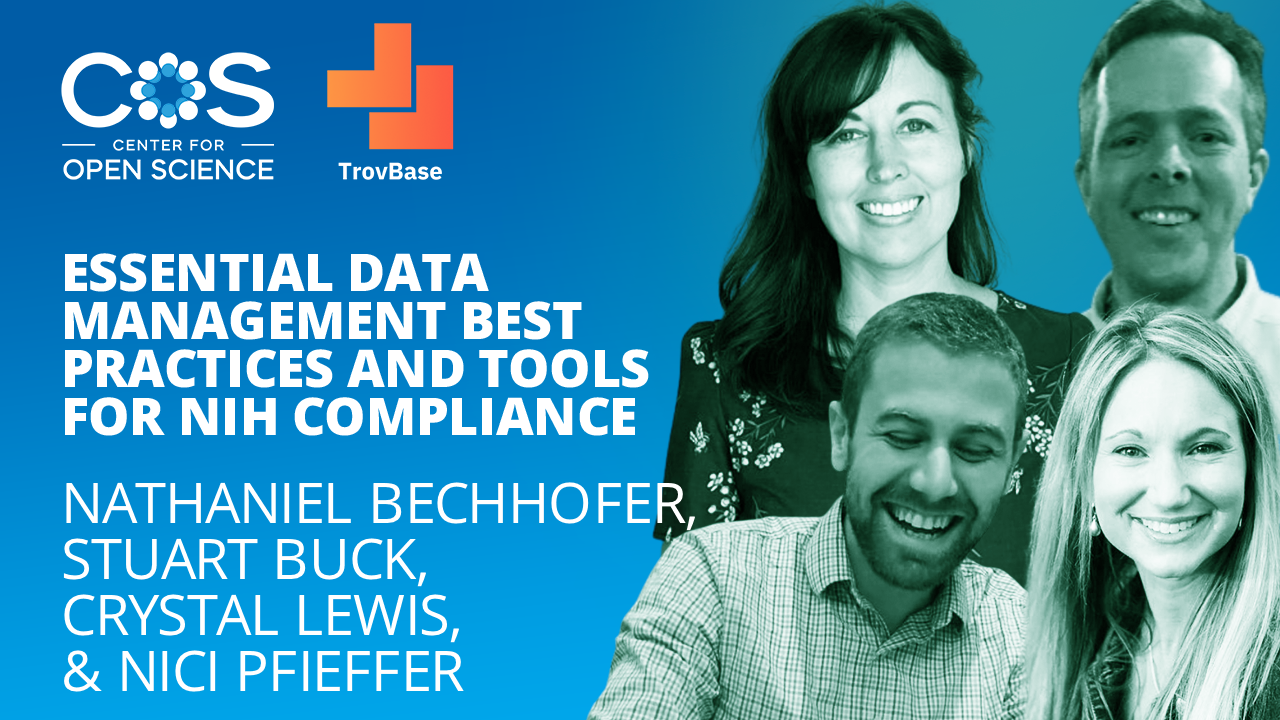 COS
CENTER FOR
OPEN SCIENCE
TrovBase
ESSENTIAL DATA
MANAGEMENT BEST
PRACTICES AND TOOLS
FOR NIH COMPLIANCE
NATHANIEL BECHHOFER,
STUART BUCK,
CRYSTAL LEWIS,
& NICI PFIEFFER